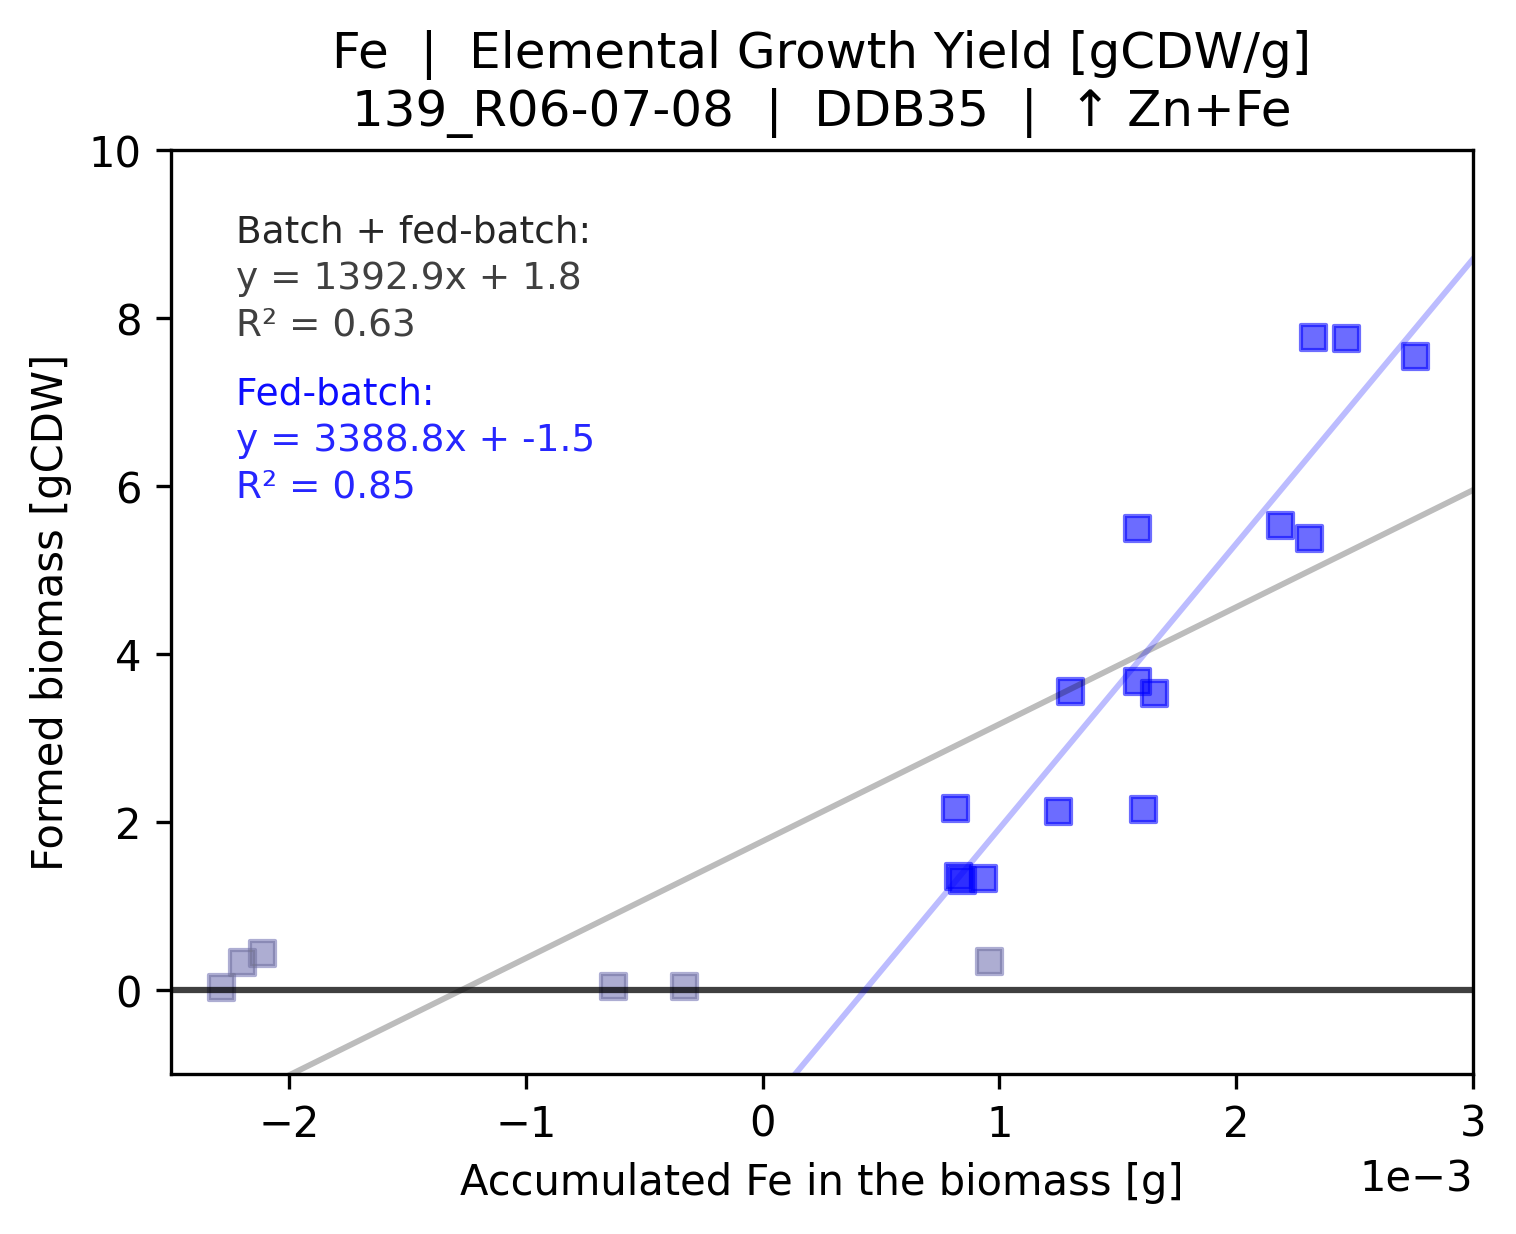 Fe | Elemental Growth Yield [gCDW/g]
139_R06-07-08 | DDB35 | ↑ Zn+Fe
10
8
6
4
2
0
Formed biomass [gCDW]
Batch + fed-batch:
y = 1392.9x + 1.8
R² = 0.63
Fed-batch:
y = 3388.8x + -1.5
R² = 0.85
−2
−1
0
1
2
3
Accumulated Fe in the biomass [g]
1e−3